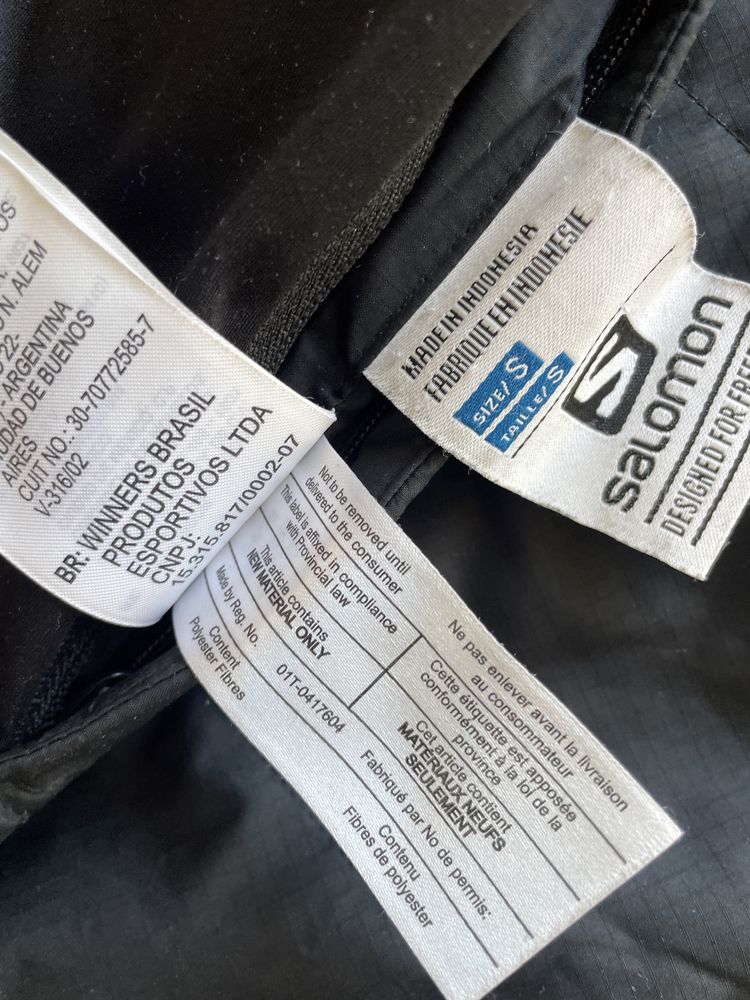 N. ALEM
ARGENTINA
DE BUENOS
AIRES
CUIT NO.: 30-70772585-7
V-316/02
BR: WINNERS BRASIL
PRODUTOS
ESPORTIVOS LTDA
CNPJ:
15.315.817/0002-07
MADE IN INDONESIA
FABRIQUE EN INDONESIE
SIZE/ S
TAILLE/ S
S
salomon
DESIGNED FOR
Not to be removed until
delivered to the consumer
This label is affixed in compliance
with Provincial law
This article contains
NEW MATERIAL ONLY
Made by Reg. No.
01T-0417604
Content
Polyester Fibres
Ne pas enlever avant la livraison
au consommateur
Cette étiquette est apposée
conformément à la loi de la
province
Cet article contient
MATÉRIAUX NEUFS
SEULEMENT
Fabriqué par No de permis:
Contenu
Fibres de polyester